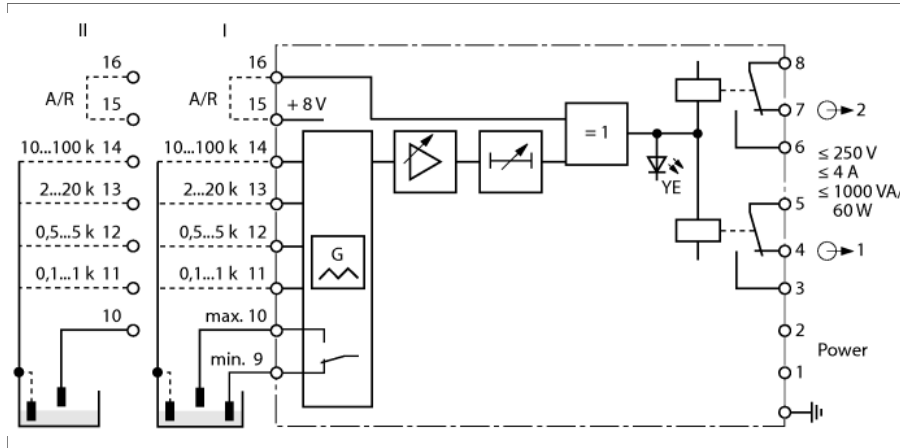 II
I
16
A/R
15
10...100 k 14
2...20 k 13
0,5...5 k 12
0,1...1 k 11
10
16
A/R
15
+ 8 V
10...100 k 14
2...20 k 13
0,5...5 k 12
0,1...1 k 11
max. 10
min. 9
G
= 1
YE
8
7
2
6
≤ 250 V
≤ 4 A
≤ 1000 VA/
60 W
5
4
1
3
2
Power
1